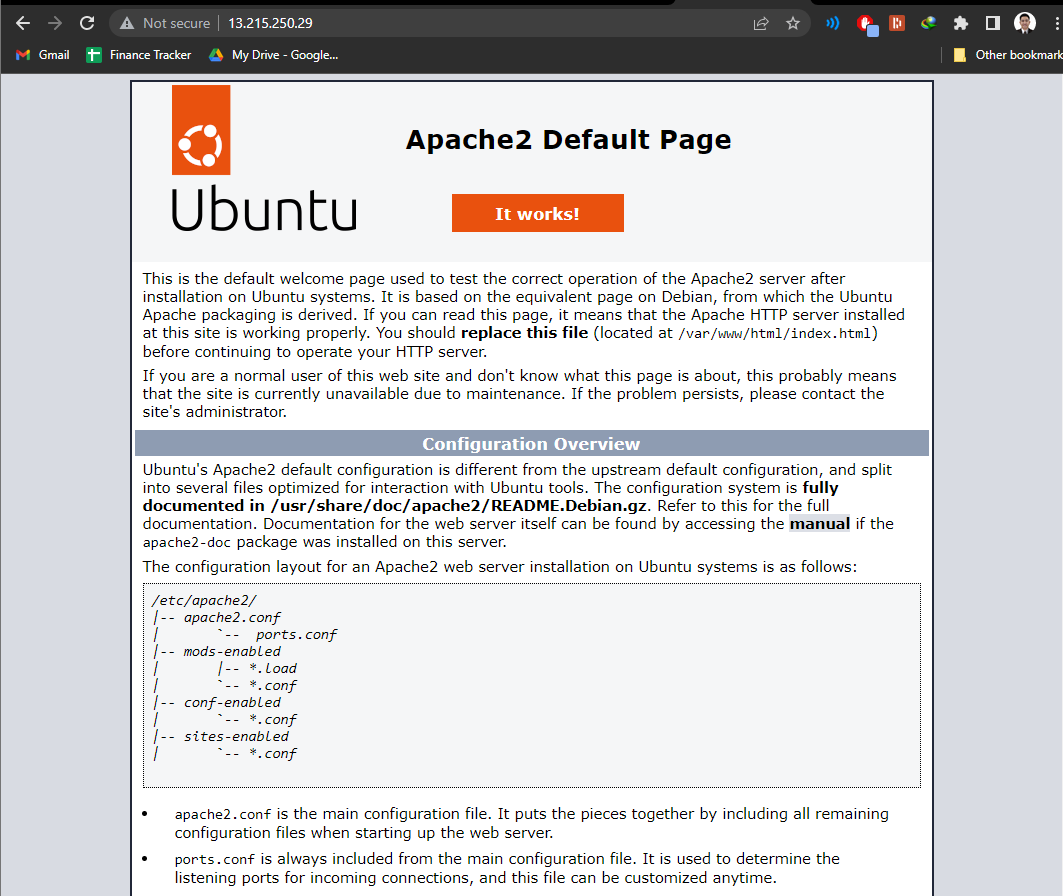 Not secure | 13.215.250.29
Gmail Finance Tracker My Drive - Google... Other bookmark
Apache2 Default Page
Ubuntu
It works!
This is the default welcome page used to test the correct operation of the Apache2 server after
installation on Ubuntu systems. It is based on the equivalent page on Debian, from which the Ubuntu
Apache packaging is derived. If you can read this page, it means that the Apache HTTP server installed
at this site is working properly. You should replace this file (located at /var/www/html/index.html)
before continuing to operate your HTTP server.
If you are a normal user of this web site and don't know what this page is about, this probably means
that the site is currently unavailable due to maintenance. If the problem persists, please contact the
site's administrator.
Configuration Overview
Ubuntu's Apache2 default configuration is different from the upstream default configuration, and split
into several files optimized for interaction with Ubuntu tools. The configuration system is fully
documented in /usr/share/doc/apache2/README.Debian.gz. Refer to this for the full
documentation. Documentation for the web server itself can be found by accessing the manual if the
apache2-doc package was installed on this server.
The configuration layout for an Apache2 web server installation on Ubuntu systems is as follows:
/etc/apache2/
|-- apache2.conf
|       `--  ports.conf
|-- mods-enabled
|       |-- *.load
|       `-- *.conf
|-- conf-enabled
|       `-- *.conf
|-- sites-enabled
|       `-- *.conf
• apache2.conf is the main configuration file. It puts the pieces together by including all remaining
configuration files when starting up the web server.
• ports.conf is always included from the main configuration file. It is used to determine the
listening ports for incoming connections, and this file can be customized anytime.